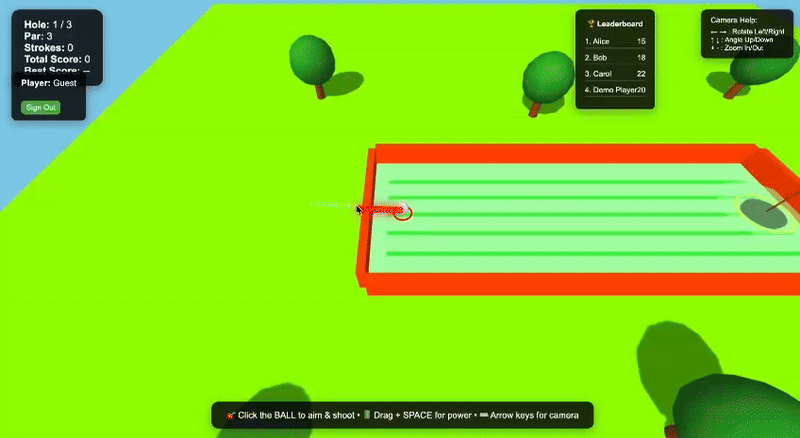 Hole: 1 / 3
Par: 3
Strokes: 0
Total Score: 0
Best Score: --
Player: Guest
Sign Out
🏆 Leaderboard
1. Alice 15
2. Bob 18
3. Carol 22
4. Demo Player20
Camera Help:
← → : Rotate Left/Right
↑ ↓ : Angle Up/Down
+ - : Zoom In/Out
Click the BALL to aim & shoot • Drag + SPACE for power • Arrow keys for camera